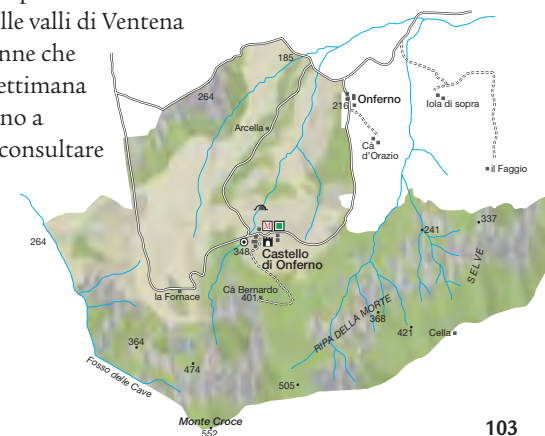 lle valli di Ventena
nne che
ettimana
no a
consultare
185
264
216
Onferno
Iola di sopra
Arcella
Cà
d'Orazio
il Faggio
M
337
241
264
348
Castello
di Onferno
SELVE
la Fornace
Cà Bernardo
401
RIPA DELLA MORTE
368
421
Cella
364
474
Fosso delle Cave
505
Monte Croce
552
103